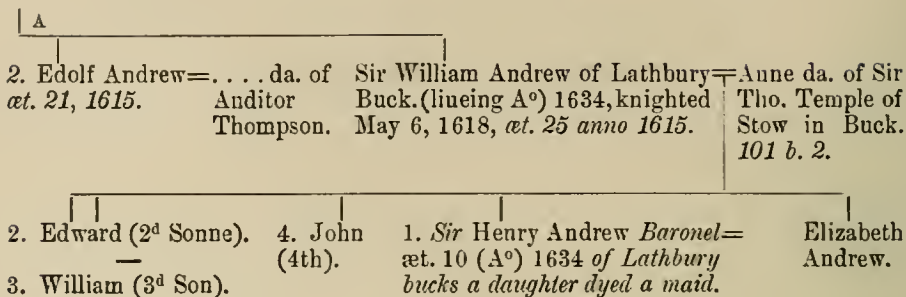 A
2. Edolf Andrew=. . . . da. of
æt. 21, 1615. Anditor
Thompson.
Sir William Andrew of Lathbury=Anne da. of Sir
Buck. (liueing Aº) 1634, knighted Tho. Temple of
May 6, 1618, æt. 25 anno 1615. Stow in Buck.
101 b. 2.
2. Edward (2d Sonne).
3. William (3d Son).
4. John
(4th).
1. Sir Henry Andrew Baronel=
æt. 10 (Aº) 1634 of Lathbury
bucks a daughter dyed a maid.
Elizabeth
Andrew.